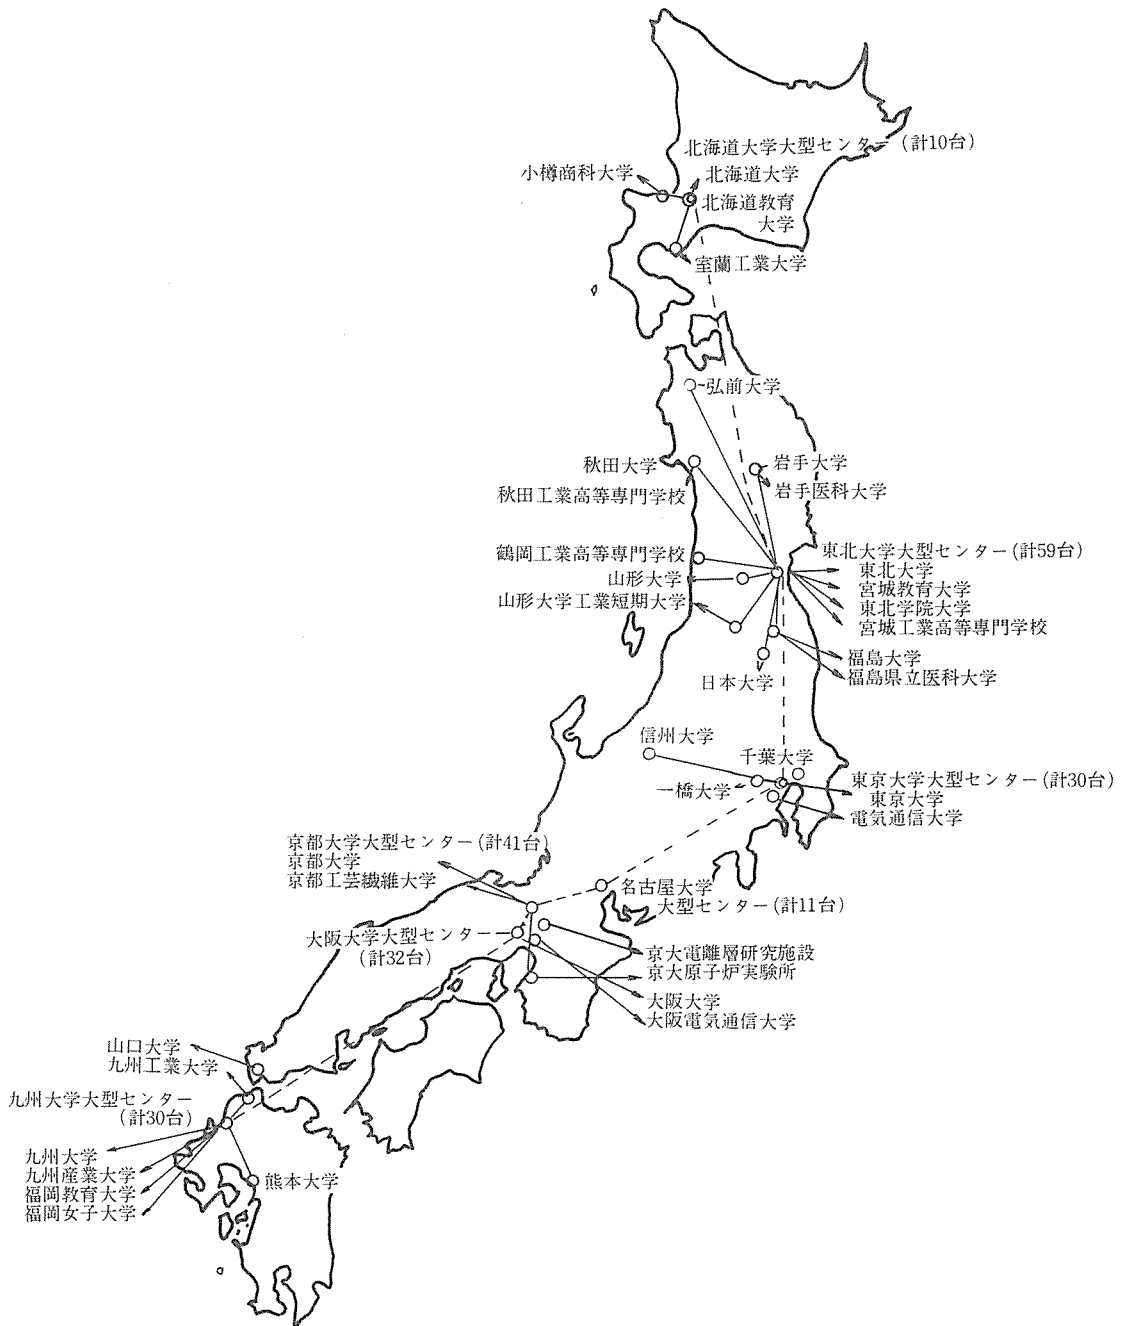 北海道大学大型センター(計10台)
小樽商科大学
北海道大学
北海道教育
大学
室蘭工業大学
弘前大学
秋田大学
岩手大学
秋田工業高等専門学校
岩手医科大学
鶴岡工業高等専門学校
東北大学大型センター(計59台)
山形大学
東北大学
宮城教育大学
山形大学工業短期大学
東北学院大学
宮城工業高等専門学校
福島大学
福島県立医科大学
日本大学
信州大学
千葉大学
東京大学大型センター(計30台)
一橋大学
東京大学
電気通信大学
京都大学大型センター(計41台)
京都大学
京都工芸繊維大学
名古屋大学
大型センター(計11台)
大阪大学大型センター
(計32台)
京大電離層研究施設
京大原子炉実験所
大阪大学
大阪電気通信大学
山口大学
九州工業大学
九州大学大型センター
(計30台)
九州大学
九州産業大学
福岡教育大学
福岡女子大学
熊本大学